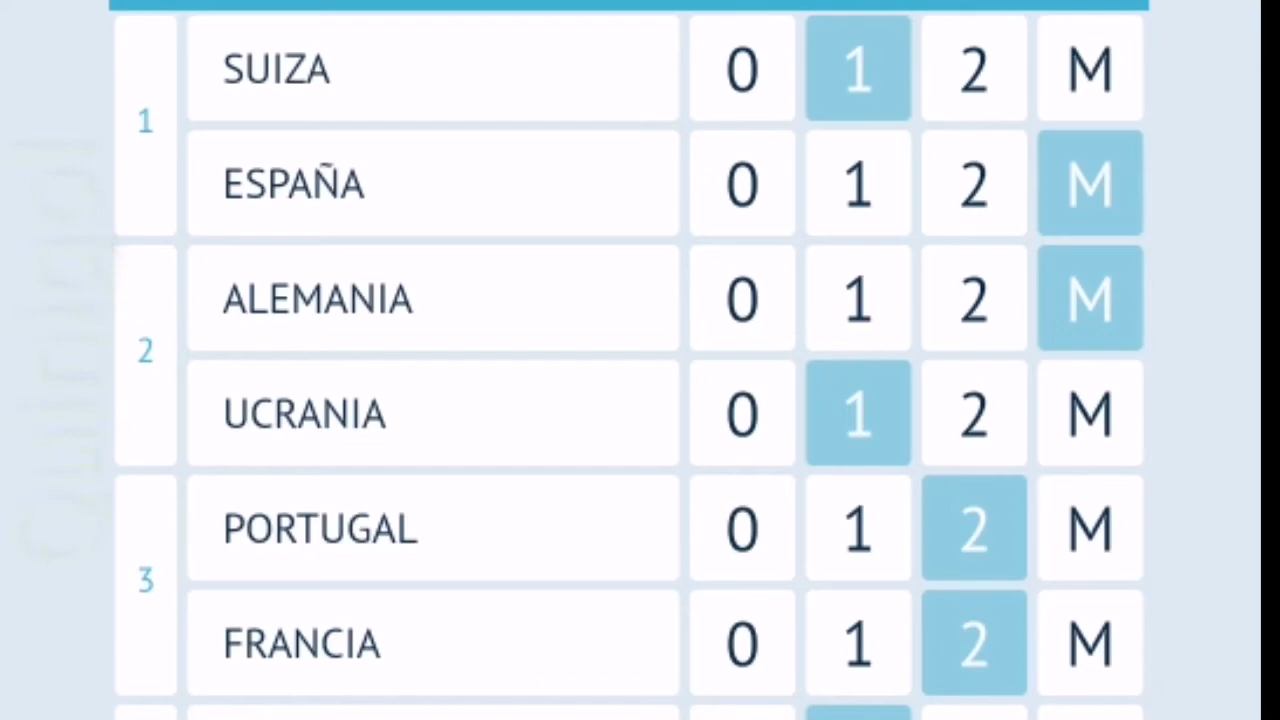 SUIZA 0 1 2 M
1
ESPAÑA 0 1 2 M
ALEMANIA 0 1 2 M
2
UCRANIA 0 1 2 M
PORTUGAL 0 1 2 M
3
FRANCIA 0 1 2 M